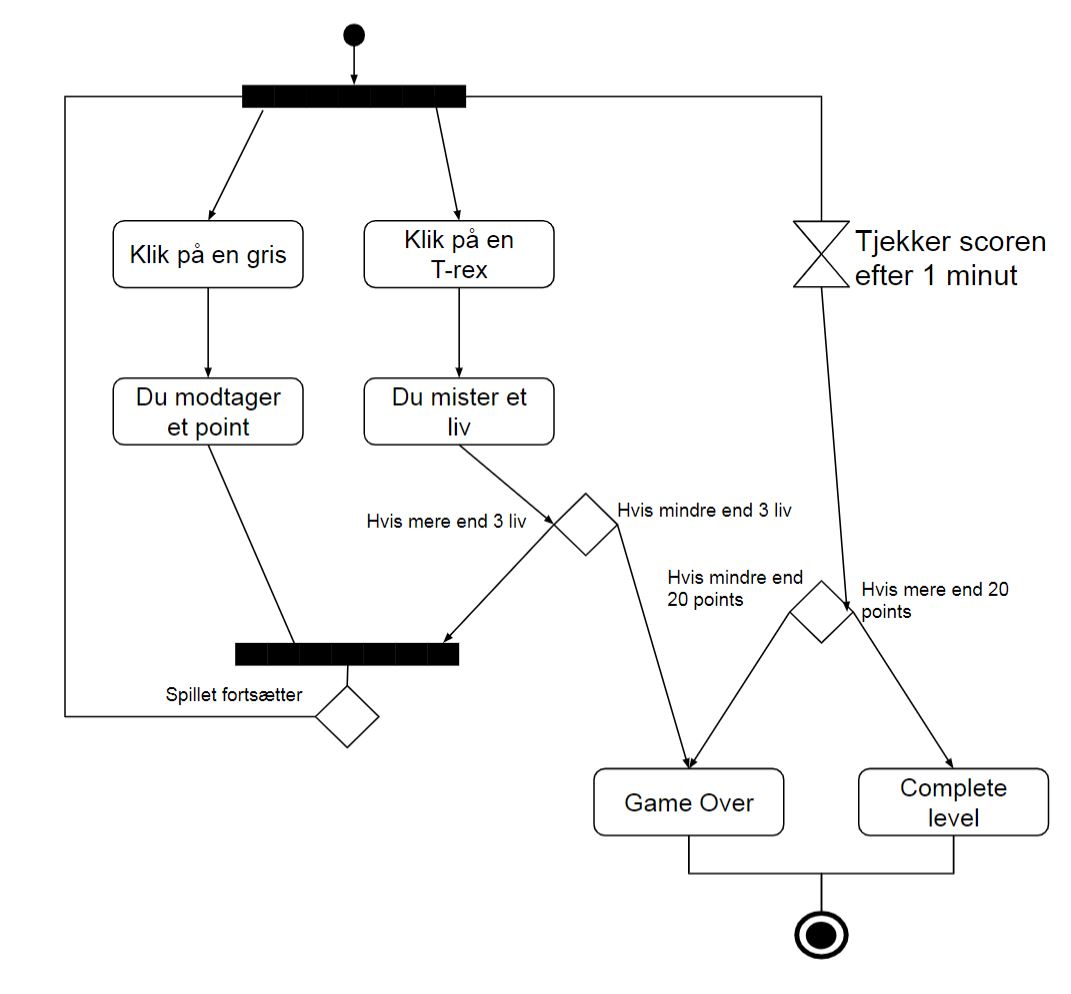 Klik på en gris
Klik på en
T-rex
Tjekker scoren
efter 1 minut
Du modtager
et point
Du mister et
liv
Hvis mere end 3 liv
Hvis mindre end 3 liv
Hvis mindre end
20 points
Hvis mere end 20
points
Spillet fortsætter
Game Over
Complete
level